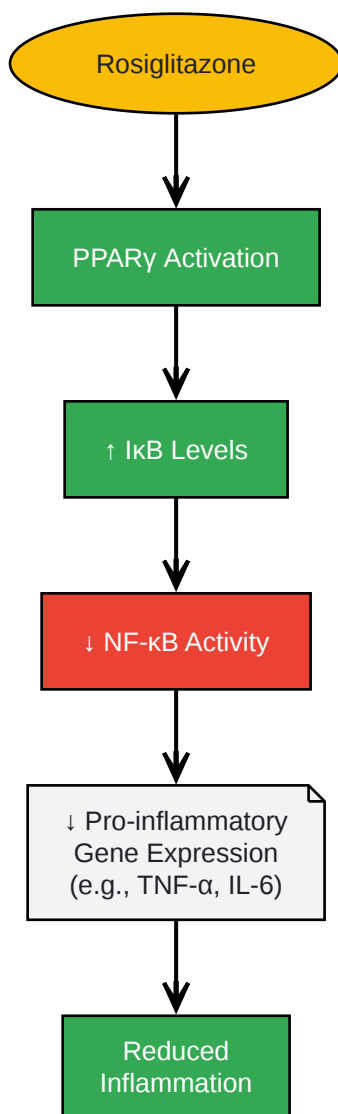 Rosiglitazone
PPARγ Activation
↑ IκB Levels
↓ NF-κB Activity
↓ Pro-inflammatory
Gene Expression
(e.g., TNF-α, IL-6)
Reduced
Inflammation